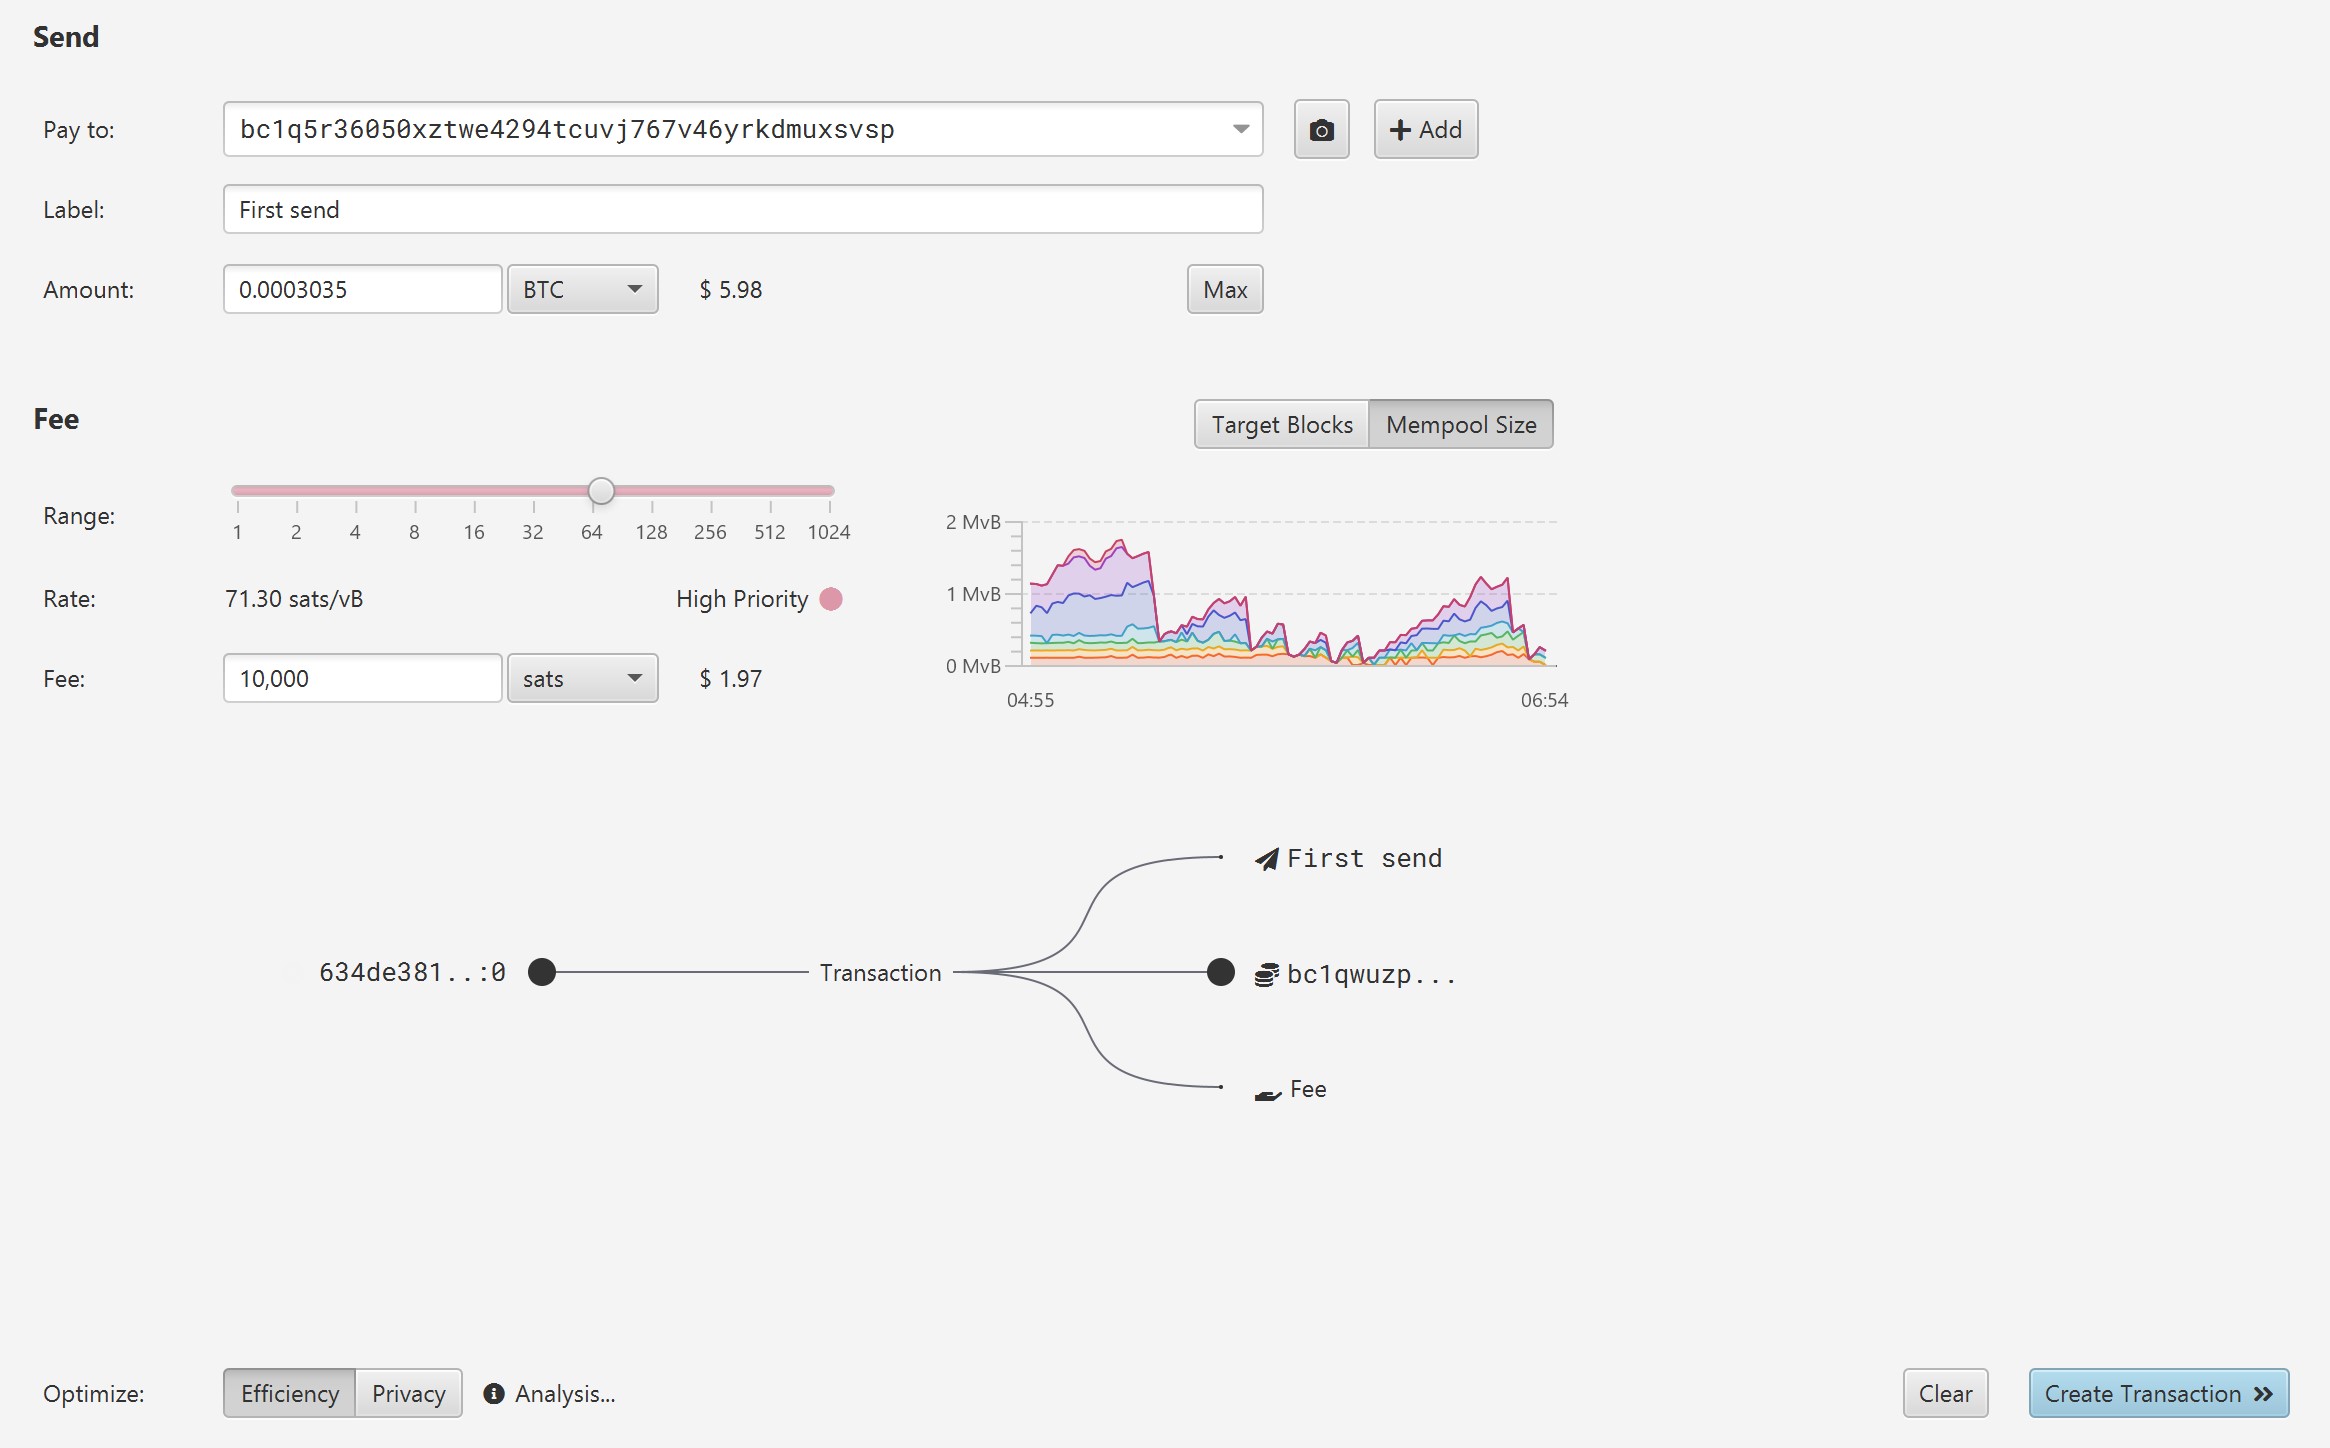 Send
Pay to: bc1q5r36050xztwe4294tcuvj767v46yrkdmuxsvsp Add
Label: First send
Amount: 0.0003035 BTC $ 5.98 Max
Fee Target Blocks Mempool Size
Range: 1 2 4 8 16 32 64 128 256 512 1024
2 MvB
1 MvB
0 MvB
04:55 06:54
Rate: 71.30 sats/vB High Priority
Fee: 10,000 sats $ 1.97
First send
634de381..:0 Transaction bc1qwuzp...
Fee
Optimize: Efficiency Privacy Analysis... Clear Create Transaction